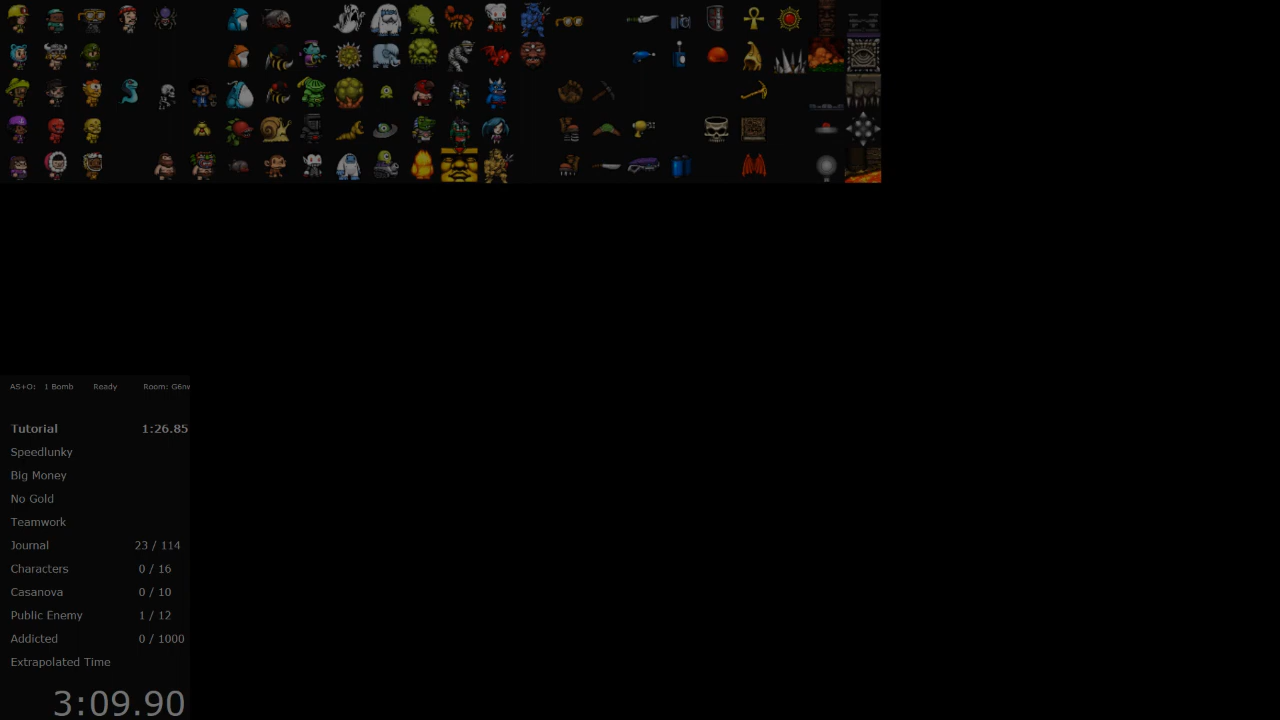 AS+O: 1 Bomb Ready Room: G6nw
Tutorial 1:26.85
Speedlunky
Big Money
No Gold
Teamwork
Journal 23 / 114
Characters 0 / 16
Casanova 0 / 10
Public Enemy 1 / 12
Addicted 0 / 1000
Extrapolated Time
3:09.90